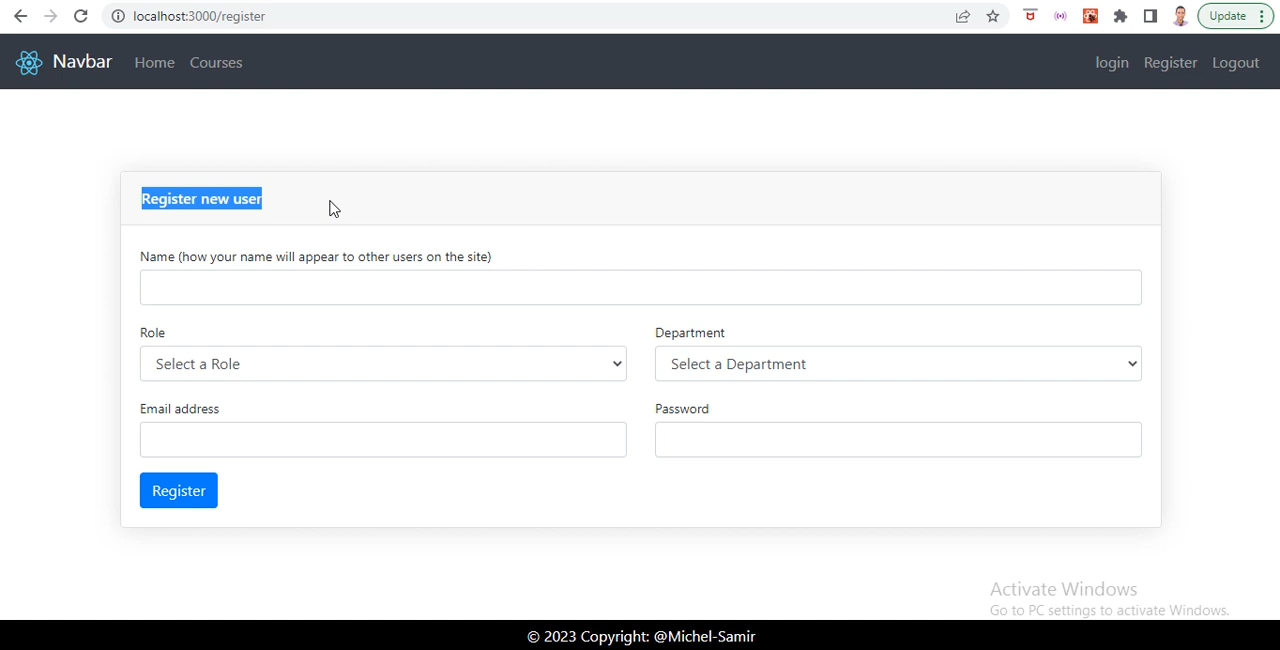 localhost:3000/register
Update
Navbar Home Courses login Register Logout
Register new user
Name (how your name will appear to other users on the site)
Role Department
Select a Role Select a Department
Email address Password
Register
Activate Windows
Go to PC settings to activate Windows.
© 2023 Copyright: @Michel-Samir